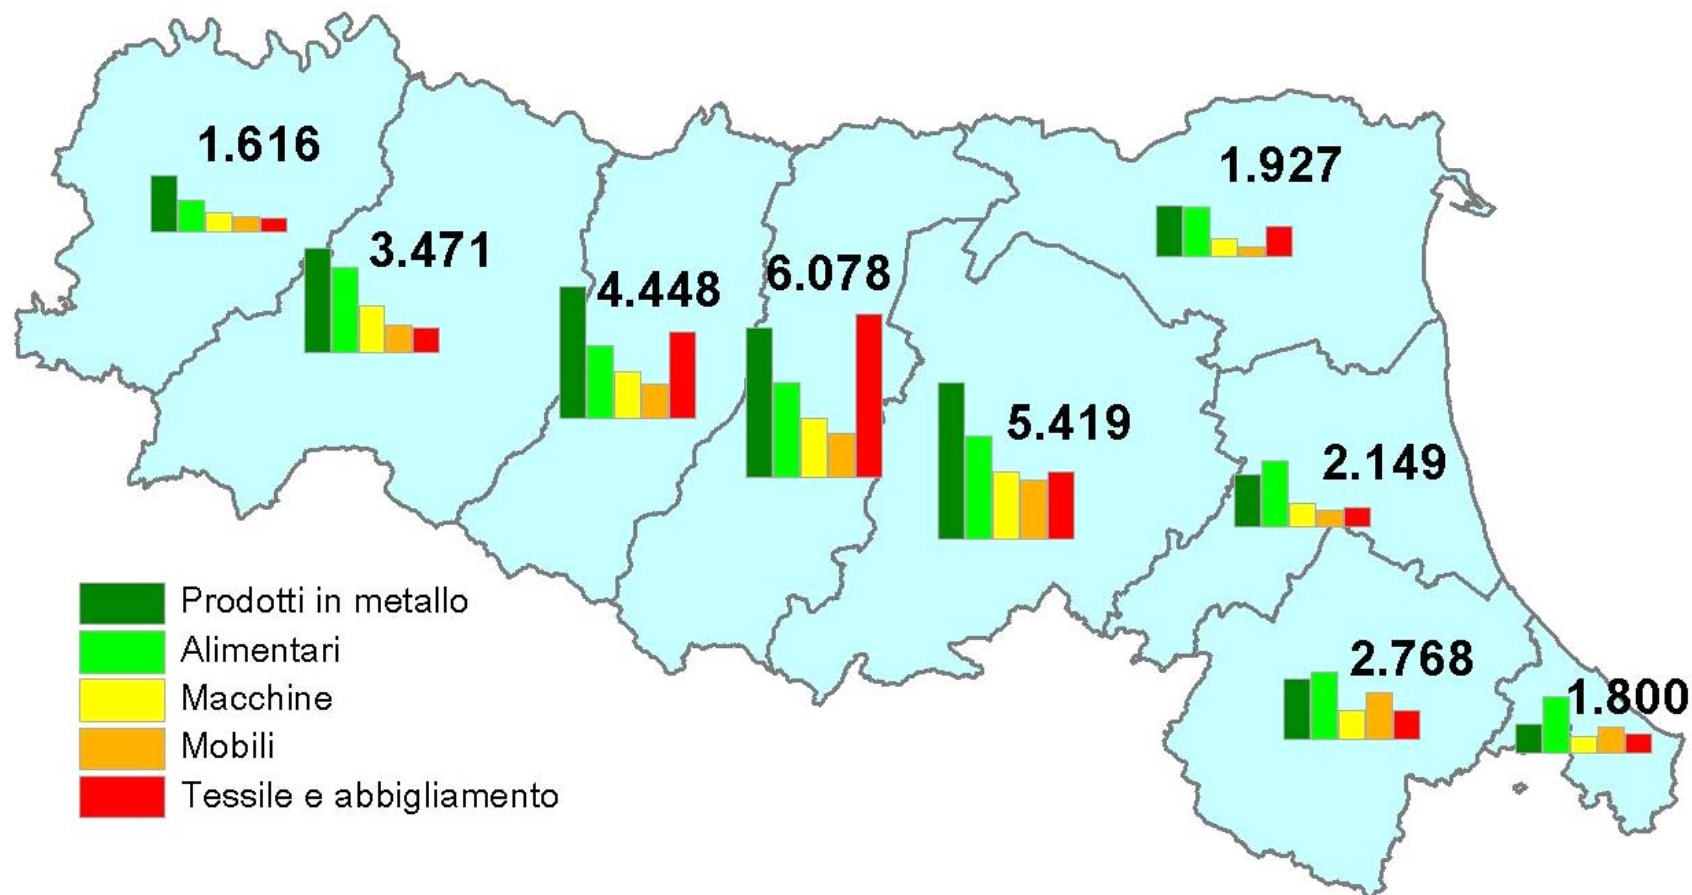 1.616
1.927
3.471
6.078
4.448
5.419
2.149
Prodotti in metallo
Alimentari
Macchine
Mobili
Tessile e abbigliamento
2.768
1.800